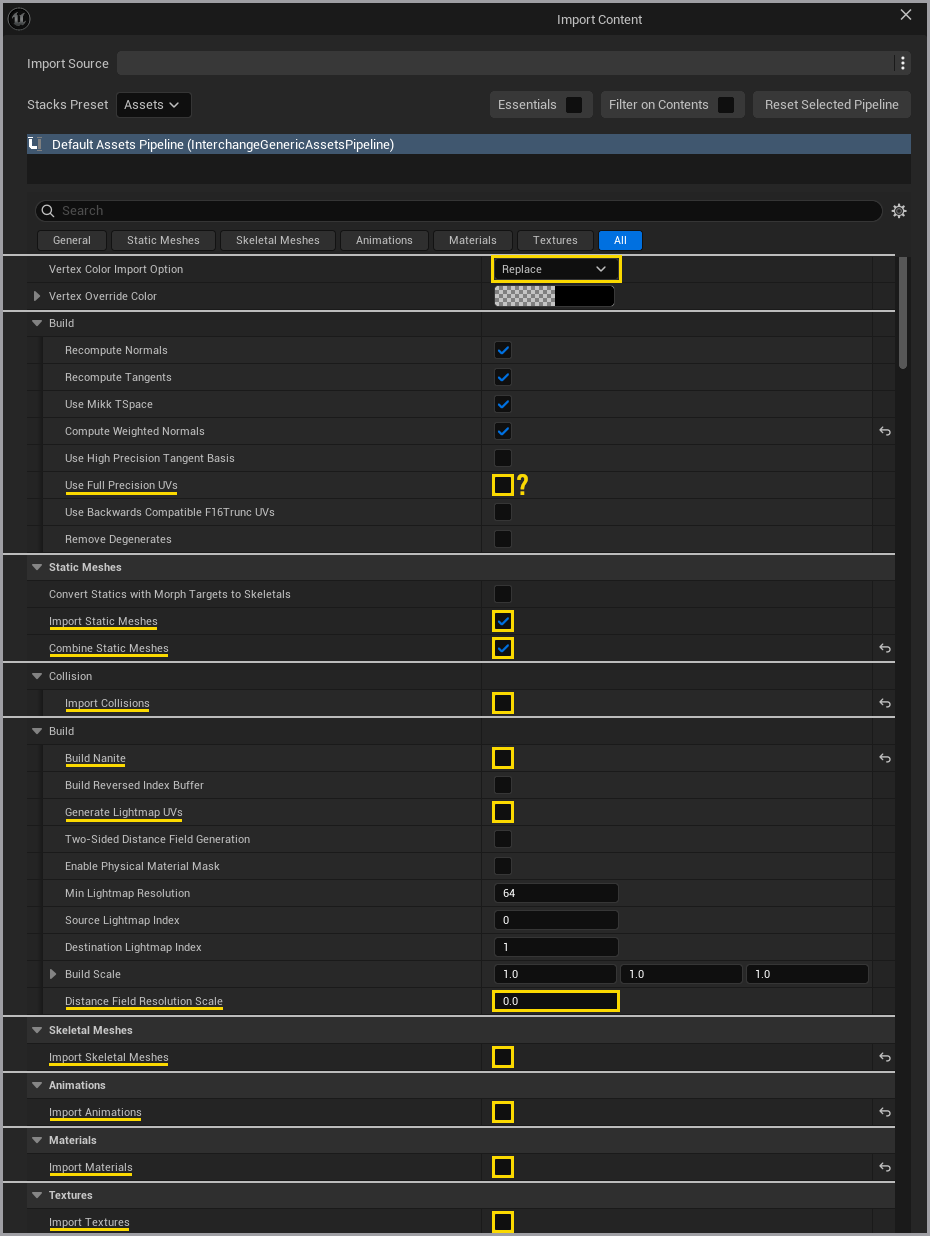 Import Content
Import Source
Stacks Preset Assets Essentials Filter on Contents Reset Selected Pipeline
Default Assets Pipeline (InterchangeGenericAssetsPipeline)
Search
General Static Meshes Skeletal Meshes Animations Materials Textures All
Vertex Color Import Option Replace
Vertex Override Color
Build
Recompute Normals
Recompute Tangents
Use Mikk TSpace
Compute Weighted Normals
Use High Precision Tangent Basis
Use Full Precision UVs ?
Use Backwards Compatible F16Trunc UVs
Remove Degenerates
Static Meshes
Convert Statics with Morph Targets to Skeletals
Import Static Meshes
Combine Static Meshes
Collision
Import Collisions
Build
Build Nanite
Build Reversed Index Buffer
Generate Lightmap UVs
Two-Sided Distance Field Generation
Enable Physical Material Mask
Min Lightmap Resolution 64
Source Lightmap Index 0
Destination Lightmap Index 1
Build Scale 1.0 1.0 1.0
Distance Field Resolution Scale 0.0
Skeletal Meshes
Import Skeletal Meshes
Animations
Import Animations
Materials
Import Materials
Textures
Import Textures